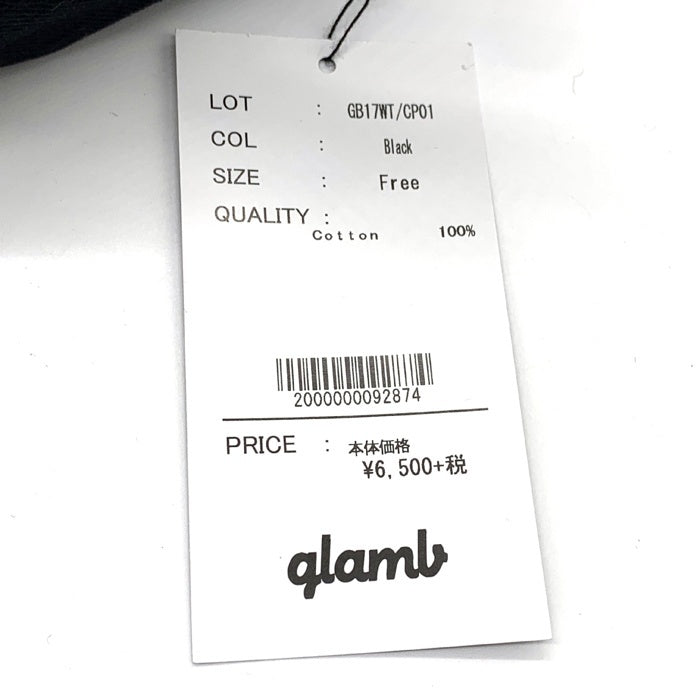 LOT : GB17WT/CP01
COL : Black
SIZE : Free
QUALITY :
Cotton 100%
2000000092874
PRICE : 本体価格
¥6,500+税
glamb